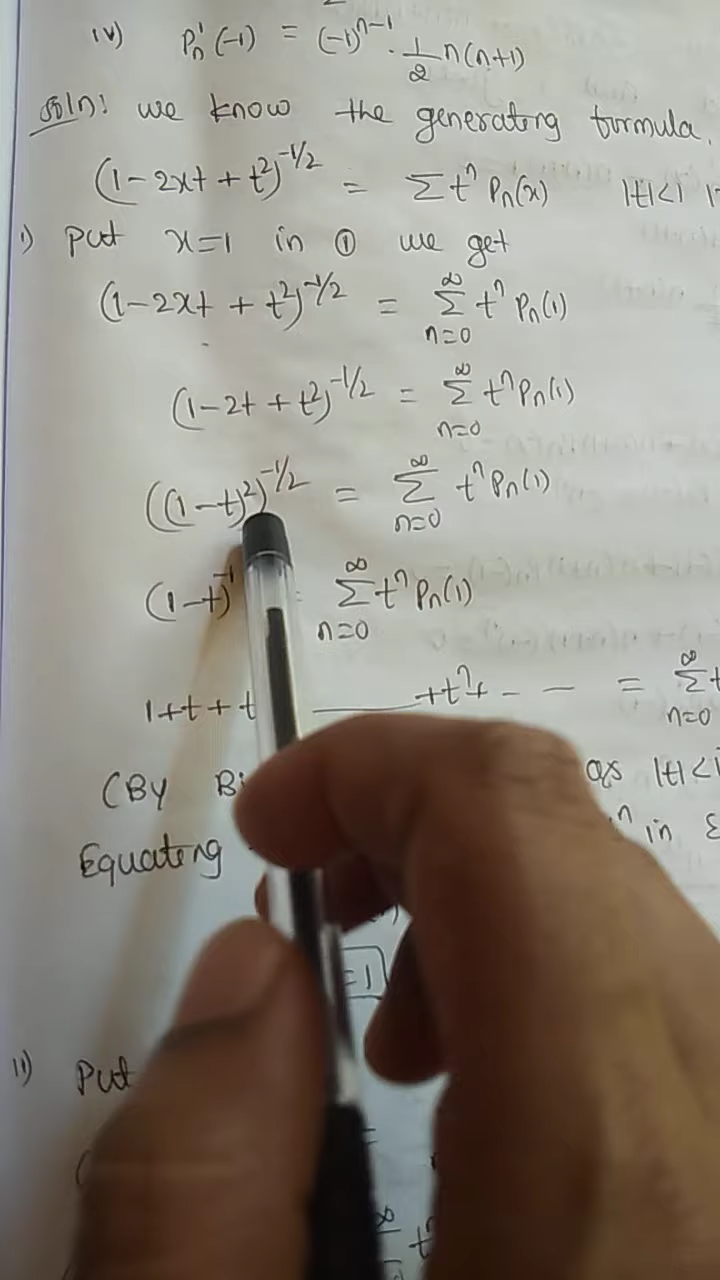 iv) Pn'(-1) = (-1)^{n-1} · 1/2 n(n+1)
Soln: we know the generating formula.
(1-2xt + t²)^{-1/2} = Σ t^n Pn(x) |t|<1
i) Put x=1 in ① we get
(1-2xt + t²)^{-1/2} = Σ_{n=0}^{∞} t^n Pn(1)
(1-2t + t²)^{-1/2} = Σ_{n=0}^{∞} t^n Pn(1)
((1-t)²)^{-1/2} = Σ_{n=0}^{∞} t^n Pn(1)
(1-t)^{-1} Σ_{n=0}^{∞} t^n Pn(1)
1+t+t ——— +t^n+ - - = Σ_{n=0}^{∞} t
(By Bi as |t|<1
Equating n in
=1
ii) Put